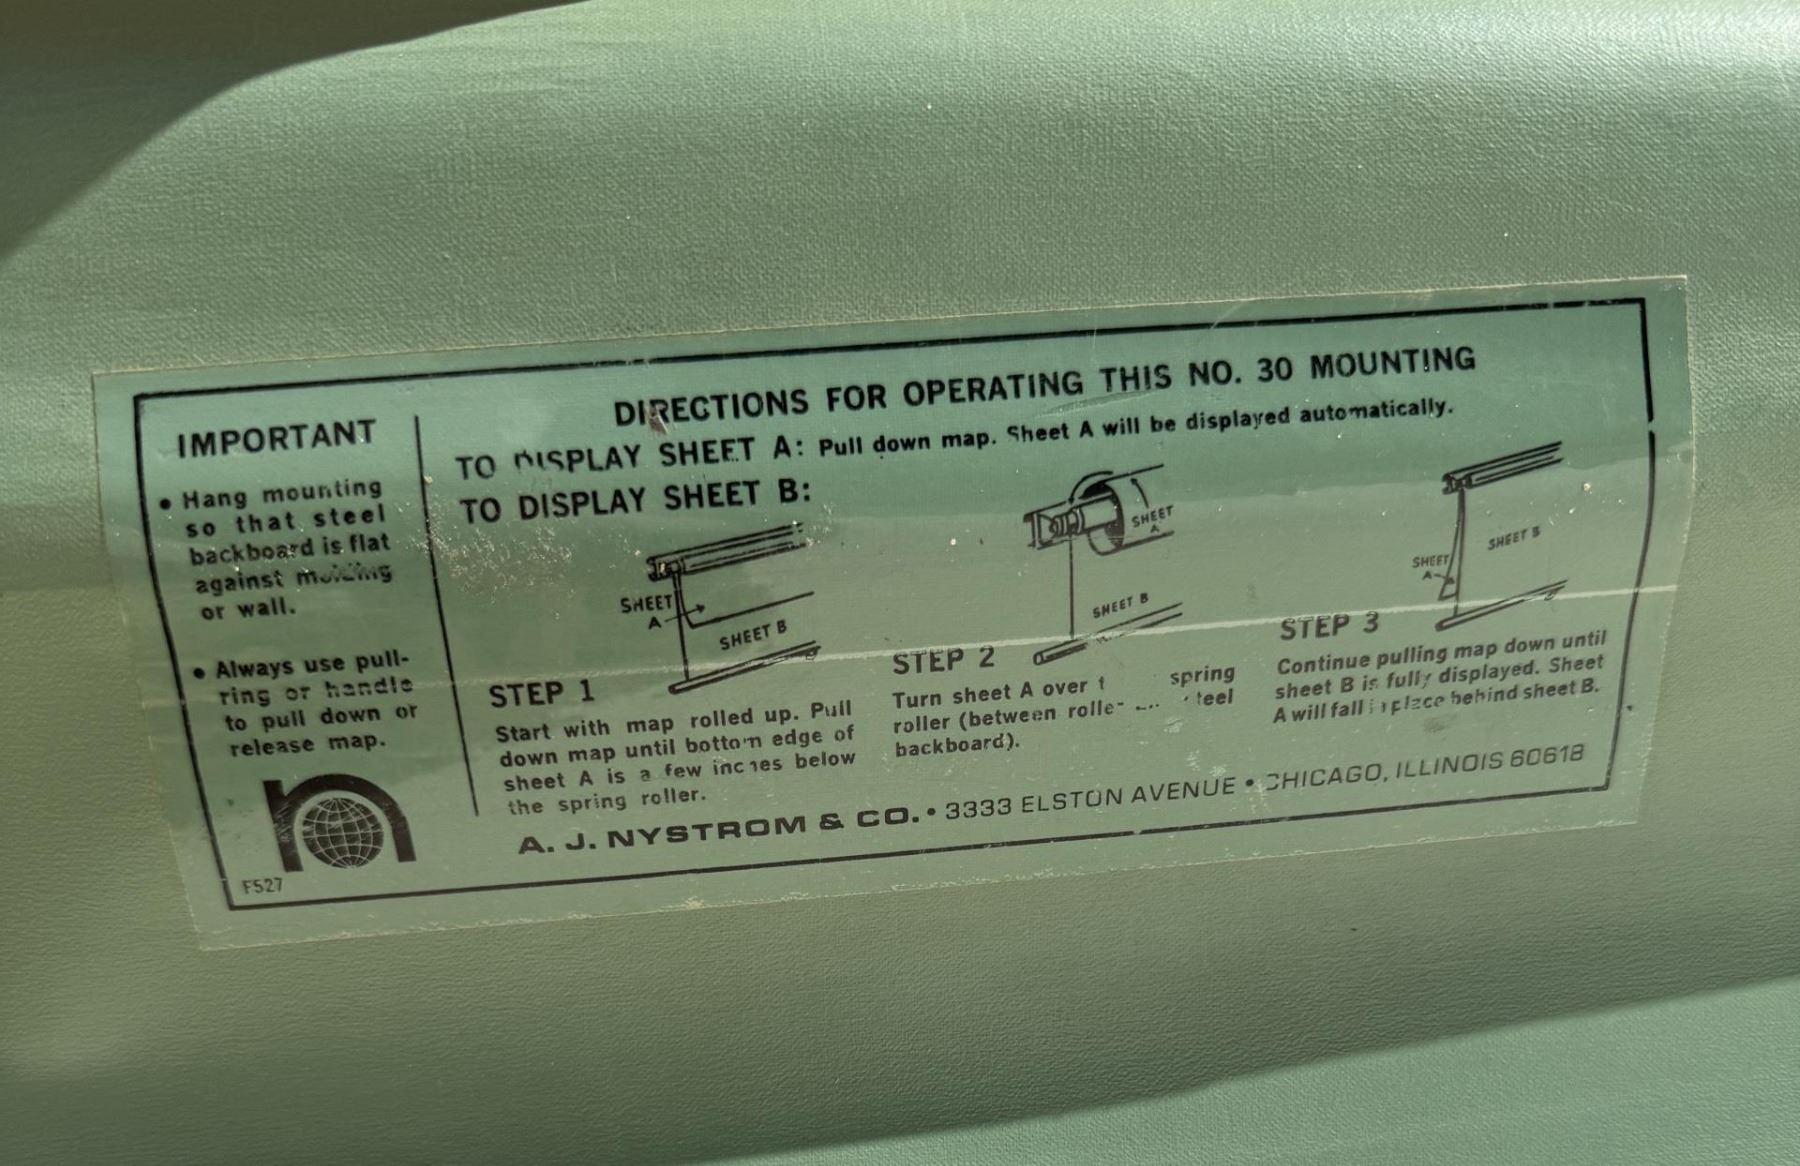 IMPORTANT
• Hang mounting
so that steel
backboard is flat
against
or wall.
• Always use pull-
ring or handle
to pull down or
release map.
n
F527
DIRECTIONS FOR OPERATING THIS NO. 30 MOUNTING
TO DISPLAY SHEET A: Pull down map. Sheet A will be displayed automatically.
TO DISPLAY SHEET B:
SHEET
A
SHEET B
STEP 1
Start with map rolled up. Pull
down map until bottom edge of
sheet A is a few inches below
the spring roller.
SHEET
A
SHEET B
STEP 2
Turn sheet A over spring
roller (between
backboard).
SHEET
A
SHEET B
STEP 3
Continue pulling map down until
sheet B is fully displayed. Sheet
A will fall place behind sheet B.
A. J. NYSTROM & CO. • 3333 ELSTON AVENUE • CHICAGO, ILLINOIS 60618